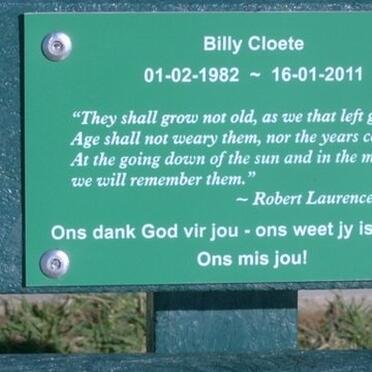 Billy Cloete
01-02-1982 ~ 16-01-2011
“They shall grow not old, as we that left
Age shall not weary them, nor the years
At the going down of the sun and in the
we will remember them.”
~ Robert Laurence
Ons dank God vir jou - ons weet jy is
Ons mis jou!